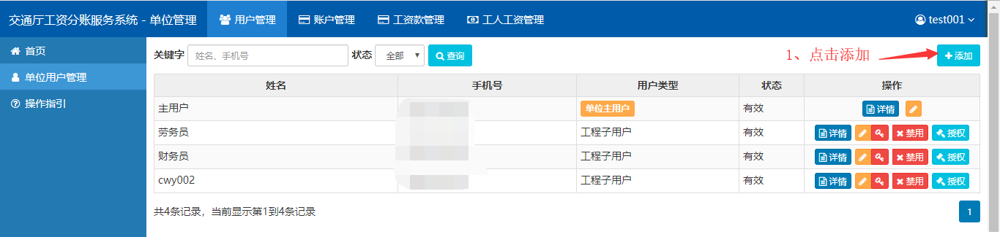 交通厅工资分账服务系统 - 单位管理 用户管理 账户管理 工资款管理 工人工资管理 test001
首页
单位用户管理
操作指引
关键字 姓名、手机号 状态 全部 查询 1、点击添加 添加
姓名 手机号 用户类型 状态 操作
主用户 单位主用户 有效 详情
劳务员 工程子用户 有效 详情 禁用 授权
财务员 工程子用户 有效 详情 禁用 授权
cwy002 工程子用户 有效 详情 禁用 授权
共4条记录，当前显示第1到4条记录 1